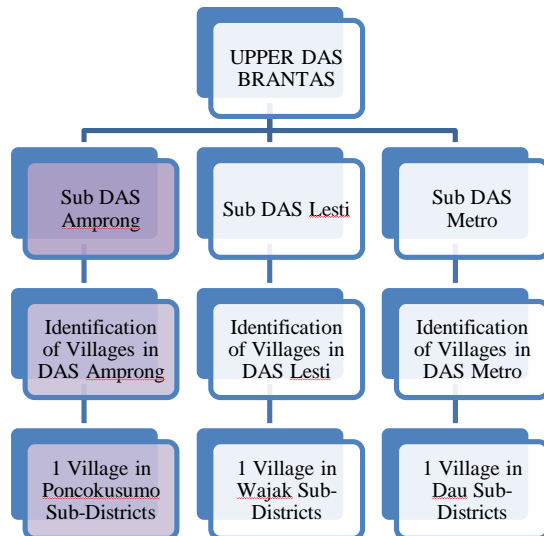 UPPER DAS
BRANTAS
Sub DAS
Amprong
Sub DAS Lesti
Sub DAS
Metro
Identification
of Villages in
DAS Amprong
Identification
of Villages in
DAS Lesti
Identification
of Villages in
DAS Metro
1 Village in
Poncokusumo
Sub-Districts
1 Village in
Wajak Sub-
Districts
1 Village in
Dau Sub-
Districts